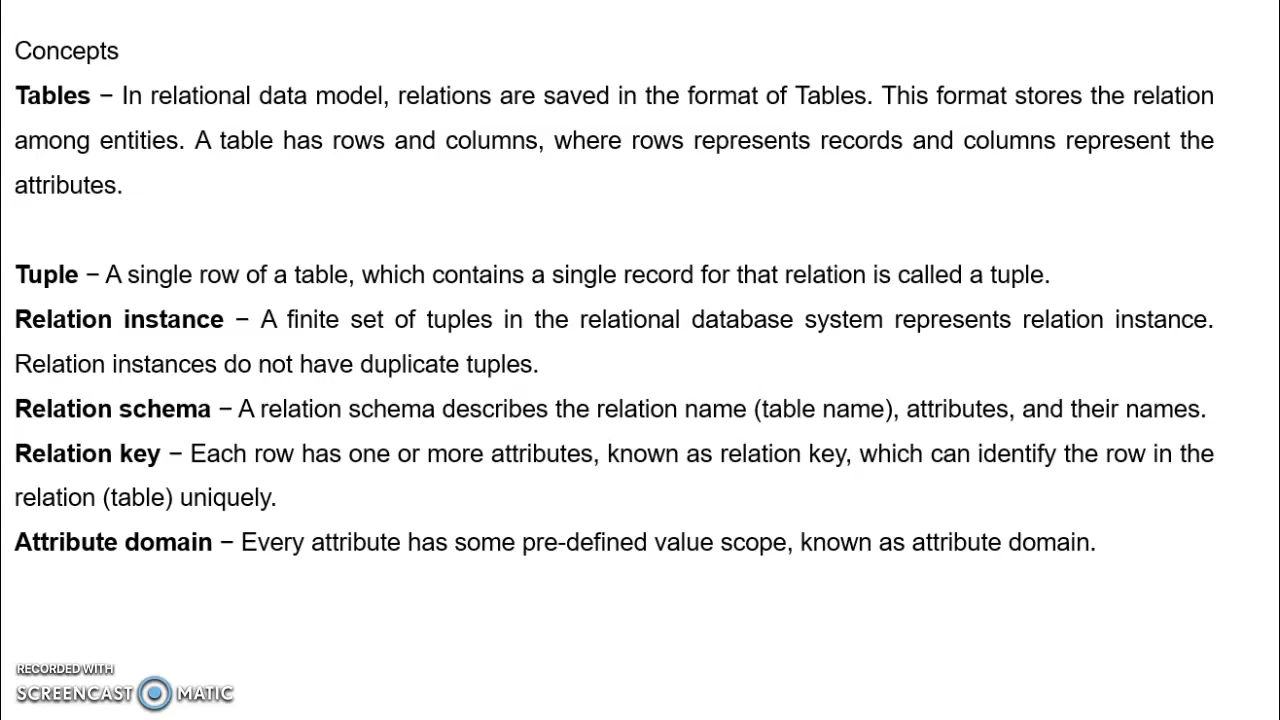 Concepts
Tables − In relational data model, relations are saved in the format of Tables. This format stores the relation
among entities. A table has rows and columns, where rows represents records and columns represent the
attributes.
Tuple − A single row of a table, which contains a single record for that relation is called a tuple.
Relation instance − A finite set of tuples in the relational database system represents relation instance.
Relation instances do not have duplicate tuples.
Relation schema − A relation schema describes the relation name (table name), attributes, and their names.
Relation key − Each row has one or more attributes, known as relation key, which can identify the row in the
relation (table) uniquely.
Attribute domain − Every attribute has some pre-defined value scope, known as attribute domain.
RECORDED WITH
SCREENCAST MATIC